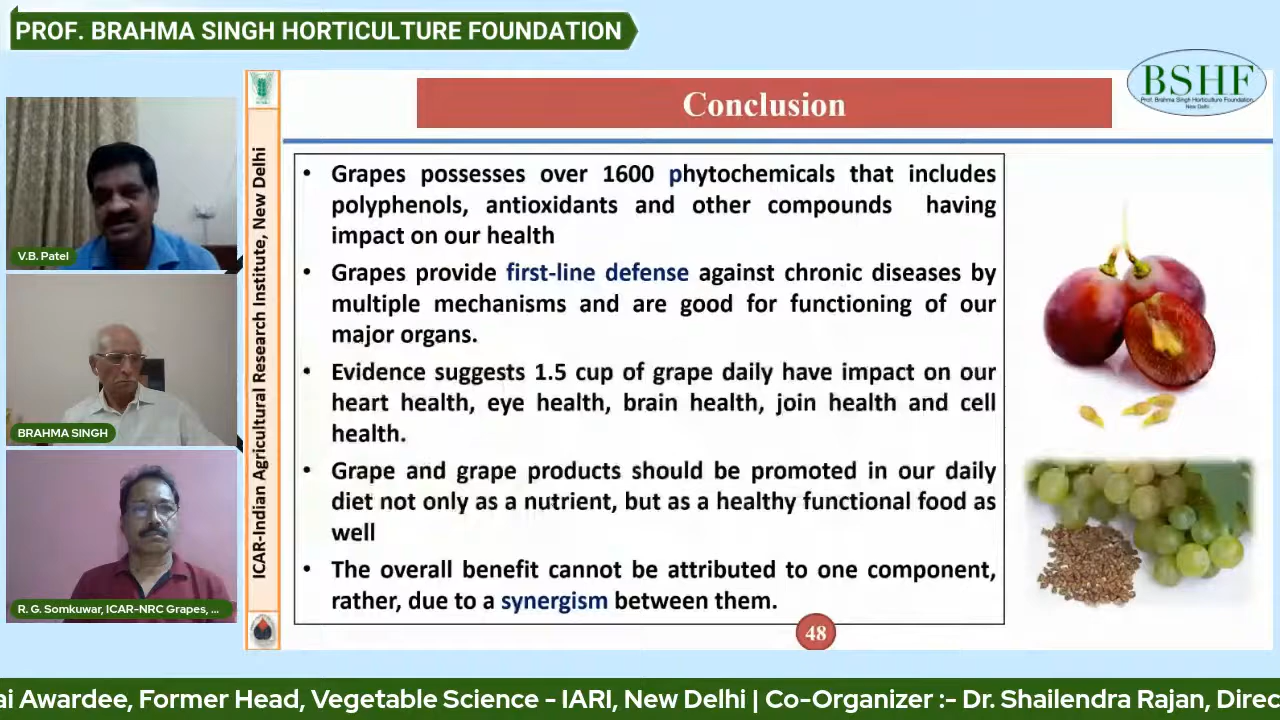 PROF. BRAHMA SINGH HORTICULTURE FOUNDATION
BSHF
Prof. Brahma Singh Horticulture Foundation
New Delhi
V.B. Patel
BRAHMA SINGH
R. G. Somkuwar, ICAR-NRC Grapes, ...
ICAR-Indian Agricultural Research Institute, New Delhi
Conclusion
• Grapes possesses over 1600 phytochemicals that includes
polyphenols, antioxidants and other compounds having
impact on our health
• Grapes provide first-line defense against chronic diseases by
multiple mechanisms and are good for functioning of our
major organs.
• Evidence suggests 1.5 cup of grape daily have impact on our
heart health, eye health, brain health, join health and cell
health.
• Grape and grape products should be promoted in our daily
diet not only as a nutrient, but as a healthy functional food as
well
• The overall benefit cannot be attributed to one component,
rather, due to a synergism between them.
48
ai Awardee, Former Head, Vegetable Science - IARI, New Delhi | Co-Organizer :- Dr. Shailendra Rajan, Direc